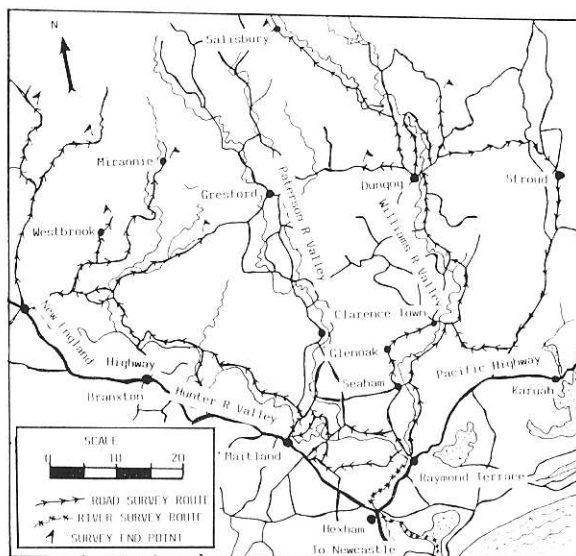 N
Salisbury
Mirannie
Gresford
Paterson R Valley
Dungog
Stroud
Westbrook
Williams R Valley
New England
Highway
Clarence Town
Glenoak
Seaham
Pacific Highway
Karuah
Branxton
Hunter R Valley
Maitland
Raymond Terrace
Hexham
To Newcastle
SCALE
0 10 20
ROAD SURVEY ROUTE
RIVER SURVEY ROUTE
SURVEY END POINT